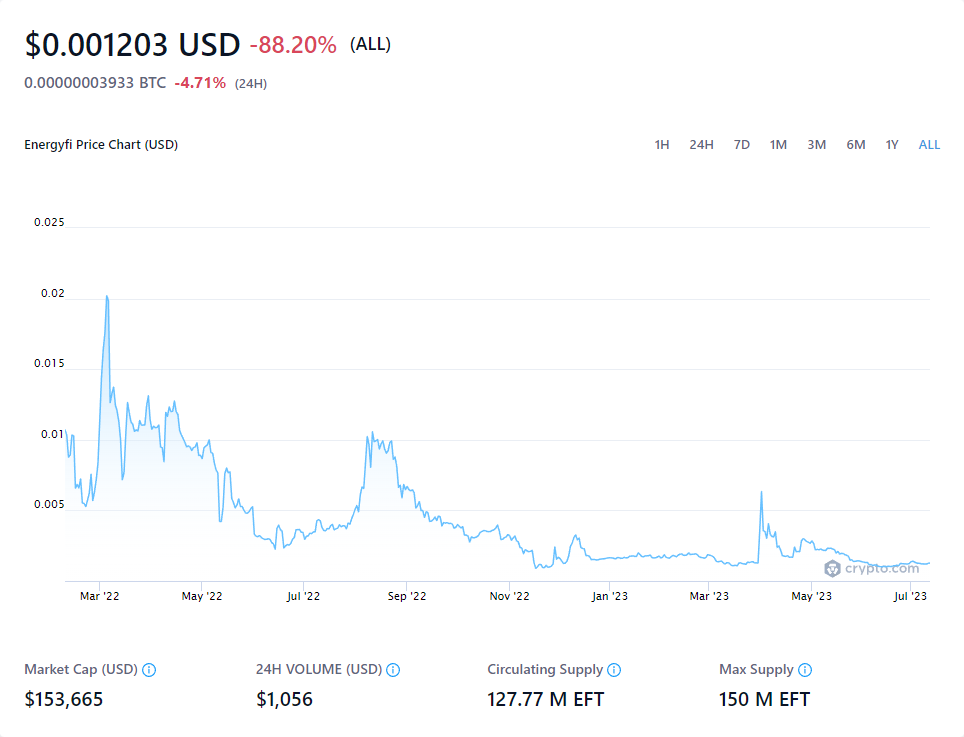 $0.001203 USD -88.20% (ALL)
0.00000003933 BTC -4.71% (24H)
Energyfi Price Chart (USD) 1H 24H 7D 1M 3M 6M 1Y ALL
0.025
0.02
0.015
0.01
0.005
crypto.com
Mar '22 May '22 Jul '22 Sep '22 Nov '22 Jan '23 Mar '23 May '23 Jul '23
Market Cap (USD) 24H VOLUME (USD) Circulating Supply Max Supply
$153,665 $1,056 127.77 M EFT 150 M EFT